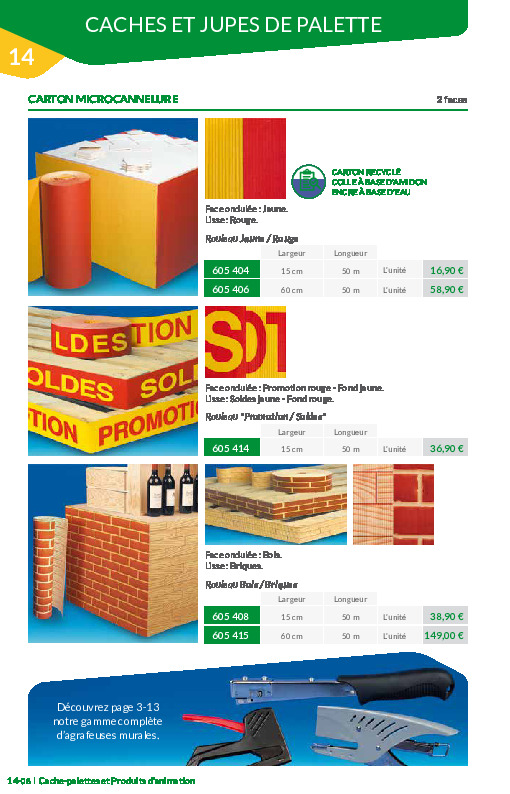 CACHES ET JUPES DE PALETTE
14
CARTON MICROCANNELURE
2 faces
CARTON RECYCLÉ
COLLE À BASE D'AMIDON
ENCRE À BASE D'EAU
Face ondulée : Jaune.
Lisse : Rouge.
Rouleau Jaune / Rouge
Largeur Longueur
605 404 15 cm 50 m L'unité 16,90 €
605 406 60 cm 50 m L'unité 58,90 €
LDES TION
OLDES SOL
TION PROMOTI
SD1
Face ondulée : Promotion rouge - Fond jaune.
Lisse : Soldes jaune - Fond rouge.
Rouleau "Promotion / Soldes"
Largeur Longueur
605 414 15 cm 50 m L'unité 36,90 €
Face ondulée : Bois.
Lisse : Briques.
Rouleau Bois / Briques
Largeur Longueur
605 408 15 cm 50 m L'unité 38,90 €
605 415 60 cm 50 m L'unité 149,00 €
Découvrez page 3-13
notre gamme complète
d'agrafeuses murales.
14-06 I Cache-palettes et Produits d'animation